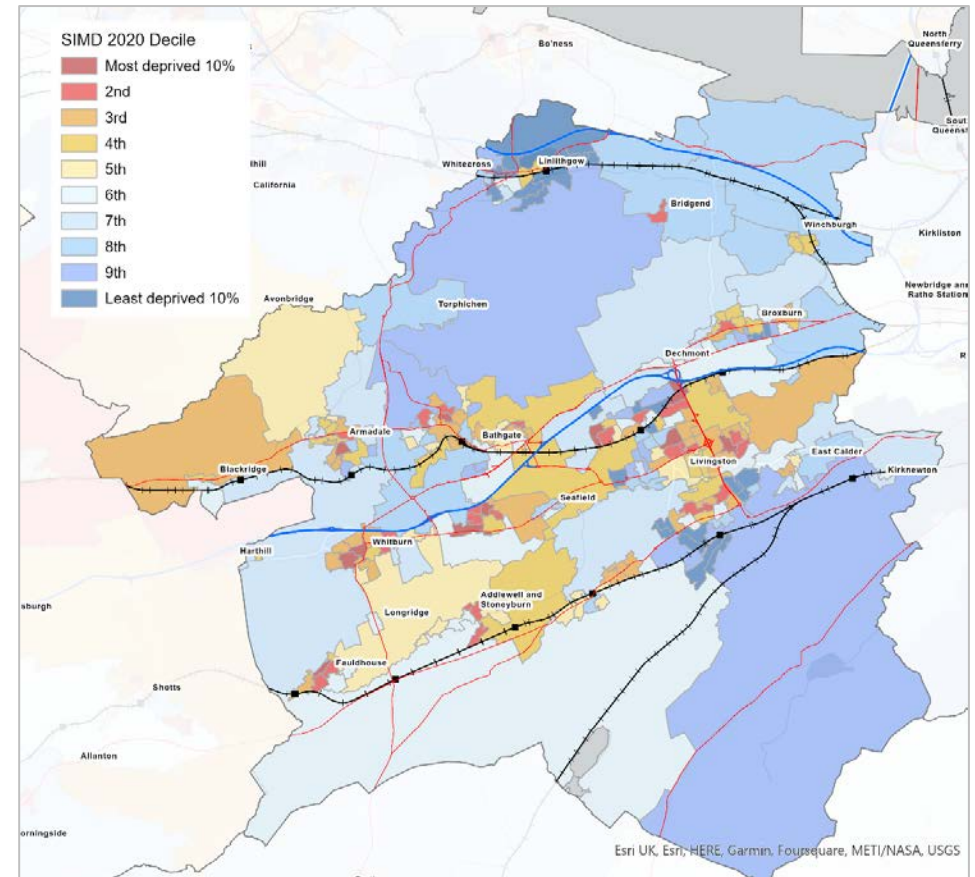 SIMD 2020 Decile
Most deprived 10%
2nd
3rd
4th
5th
6th
7th
8th
9th
Least deprived 10%
North
Queensferry
Bo'ness
South
Linlithgow
Whitecross
California
Bridgend
Winchburgh
Kirkliston
Newbridge and
Ratho Station
Avonbridge
Torphichen
Broxburn
Dechmont
Armadale
Bathgate
Livingston
East Calder
Blackridge
Kirknewton
Seafield
Whitburn
Harthill
Addlewell and
Stoneyburn
Longridge
Fauldhouse
Shotts
Allanton
Esri UK, Esri, HERE, Garmin, Foursquare, METI/NASA, USGS